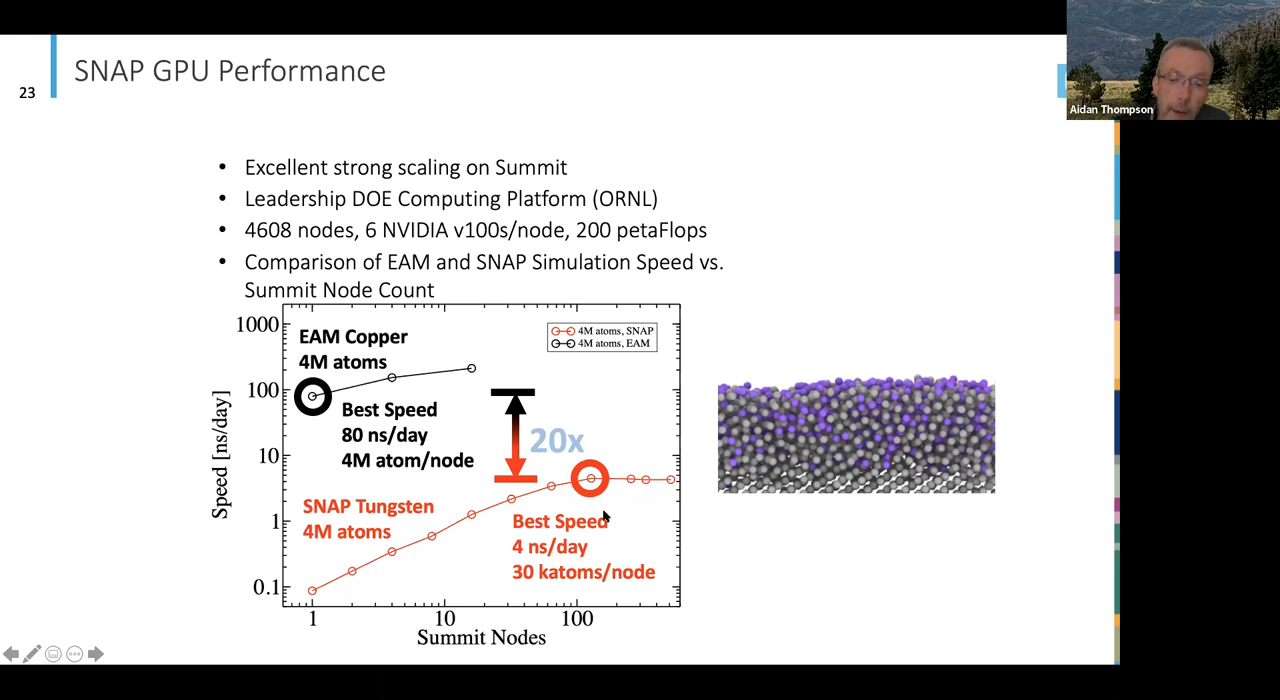 SNAP GPU Performance
23
Aidan Thompson
• Excellent strong scaling on Summit
• Leadership DOE Computing Platform (ORNL)
• 4608 nodes, 6 NVIDIA v100s/node, 200 petaFlops
• Comparison of EAM and SNAP Simulation Speed vs.
Summit Node Count
1000
100
10
1
0.1
Speed [ns/day]
EAM Copper
4M atoms
4M atoms, SNAP
4M atoms, EAM
Best Speed
80 ns/day
4M atom/node
20x
SNAP Tungsten
4M atoms
Best Speed
4 ns/day
30 katoms/node
1
10
100
Summit Nodes